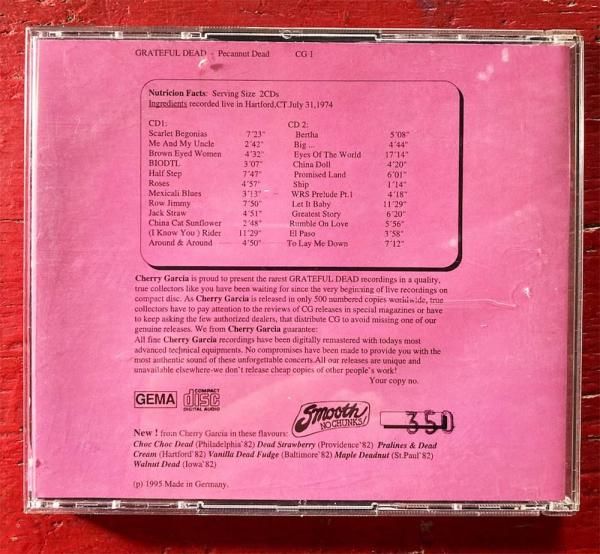 GRATEFUL DEAD - Pecannut Dead CG 1
Nutricion Facts: Serving Size 2CDs
Ingredients recorded live in Hartford,CT July 31,1974
CD1:
Scarlet Begonias 7'23"
Me And My Uncle 2'42"
Brown Eyed Women 4'32"
BIODTL 3'07"
Half Step 7'47"
Roses 4'57"
Mexicali Blues 3'13"
Row Jimmy 7'50"
Jack Straw 4'51"
China Cat Sunflower 2'48"
(I Know You ) Rider 11'29"
Around & Around 4'50"
CD 2:
Bertha 5'08"
Big ... 4'44"
Eyes Of The World 17'14"
China Doll 4'20"
Promised Land 6'01"
Ship 1'14"
WRS Prelude Pt.1 4'18"
Let It Baby 11'29"
Greatest Story 6'20"
Rumble On Love 5'56"
El Paso 3'58"
To Lay Me Down 7'12"
Cherry Garcia is proud to present the rarest GRATEFUL DEAD recordings in a quality,
true collectors like you have been waiting for since the very beginning of live recordings on
compact disc. As Cherry Garcia is released in only 500 numbered copies worldwide, true
collectors have to pay attention to the reviews of CG releases in special magazines or have
to keep asking the few authorized dealers, that distribute CG to avoid missing one of our
genuine releases. We from Cherry Garcia guarantee:
All fine Cherry Garcia recordings have been digitally remastered with todays most
advanced technical equipments. No compromises have been made to provide you with the
most authentic sound of these unforgettable concerts.All our releases are unique and
unavailable elsewhere-we don't release cheap copies of other people's work!
Your copy no.
GEMA
COMPACT
disc
DIGITAL AUDIO
Smooth
NO CHUNKS!
350
New ! from Cherry Garcia in these flavours:
Choc Choc Dead (Philadelphia'82) Dead Strawberry (Providence'82) Pralines & Dead
Cream (Hartford'82) Vanilla Dead Fudge (Baltimore'82) Maple Deadnut (St.Paul'82)
Walnut Dead (Iowa'82)
(p) 1995 Made in Germany.